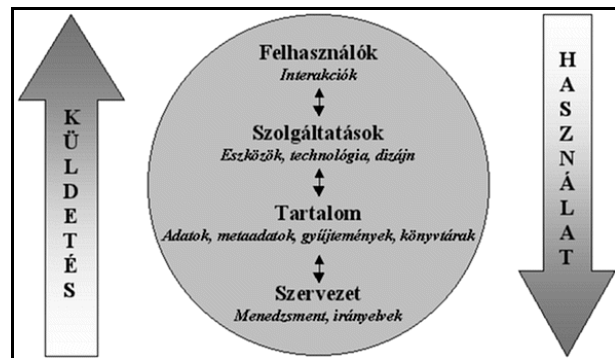 KÜLDETÉS
Felhasználók
Interakciók
Szolgáltatások
Eszközök, technológia, dizájn
Tartalom
Adatok, metaadatok, gyűjtemények, könyvtárak
Szervezet
Menedzsment, irányelvek
HASZNÁLAT